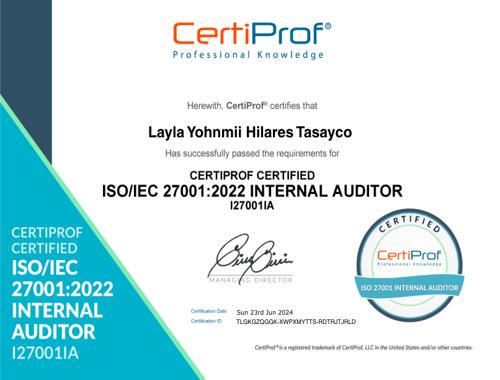 CertiProf®
Professional Knowledge
Herewith, CertiProf® certifies that
Layla Yohnmii Hilares Tasayco
Has successfully passed the requirements for
CERTIPROF CERTIFIED
ISO/IEC 27001:2022 INTERNAL AUDITOR
I27001IA
CERTIPROF
CERTIFIED
ISO/IEC
27001:2022
INTERNAL
AUDITOR
I27001IA
MANAGING DIRECTOR
CERTIFIED
CertiProf
Professional Knowledge
ISO 27001 INTERNAL AUDITOR
Certification Date Sun 23rd Jun 2024
Certification ID TLGKGZQGGK-XWPXMYTTS-RDTRJTJRLD
CertiProf® is a registered trademark of CertiProf, LLC in the United States and/or other countries.